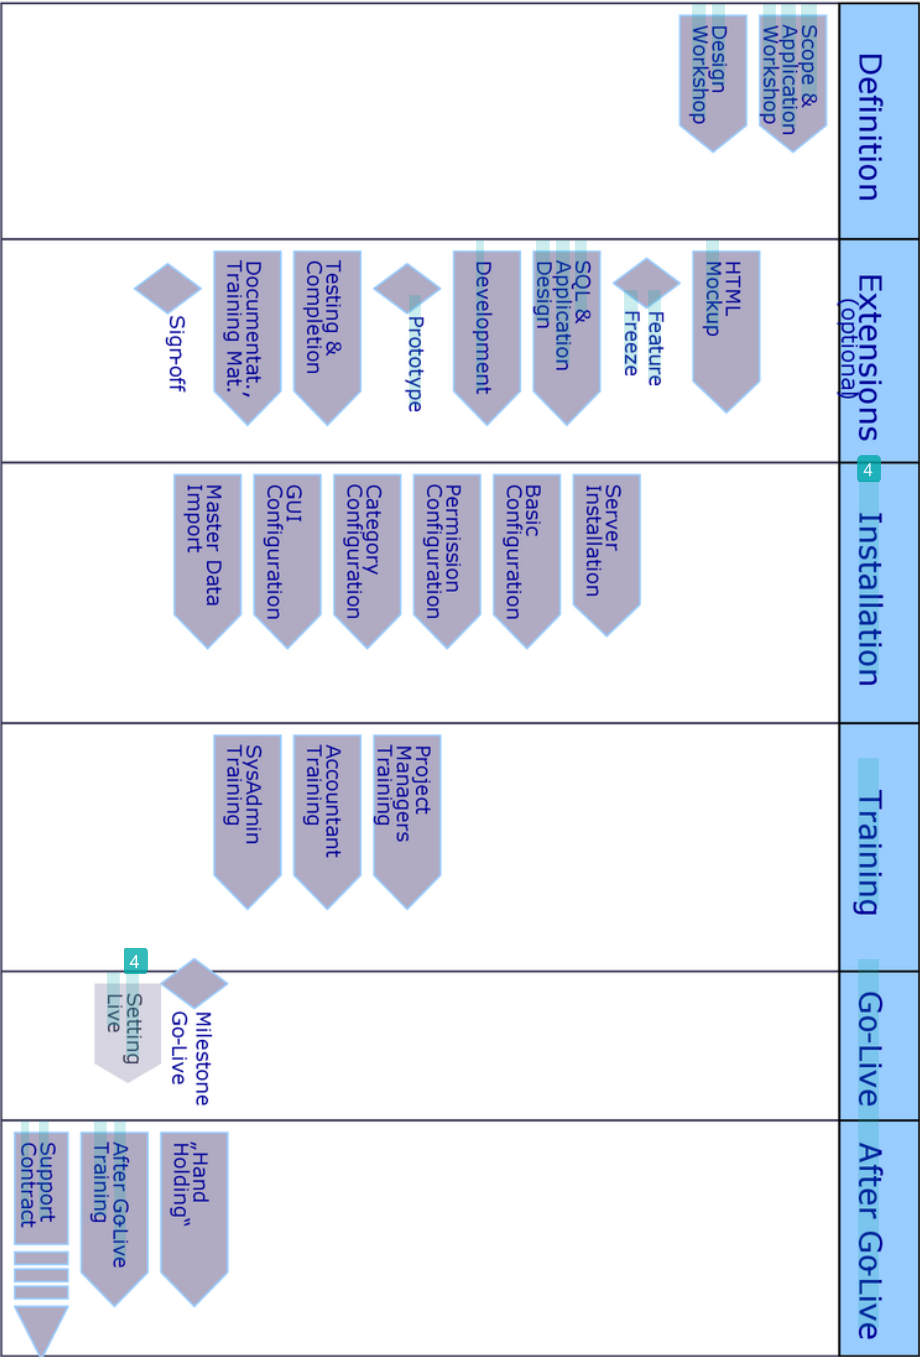 Definition
Scope &
Application
Workshop
Design
Workshop
Extensions
(optional)
HTML
Mockup
Feature
Freeze
SQL &
Application
Design
Development
Prototype
Testing &
Completion
Documentat.,
Training Mat.
Sign-off
4
Installation
Server
Installation
Basic
Configuration
Permission
Configuration
Category
Configuration
GUI
Configuration
Master Data
Import
Training
Project
Managers
Training
Accountant
Training
SysAdmin
Training
Go-Live
Milestone
Go-Live
4
Setting
Live
After Go-Live
„Hand
Holding“
After Go-Live
Training
Support
Contract